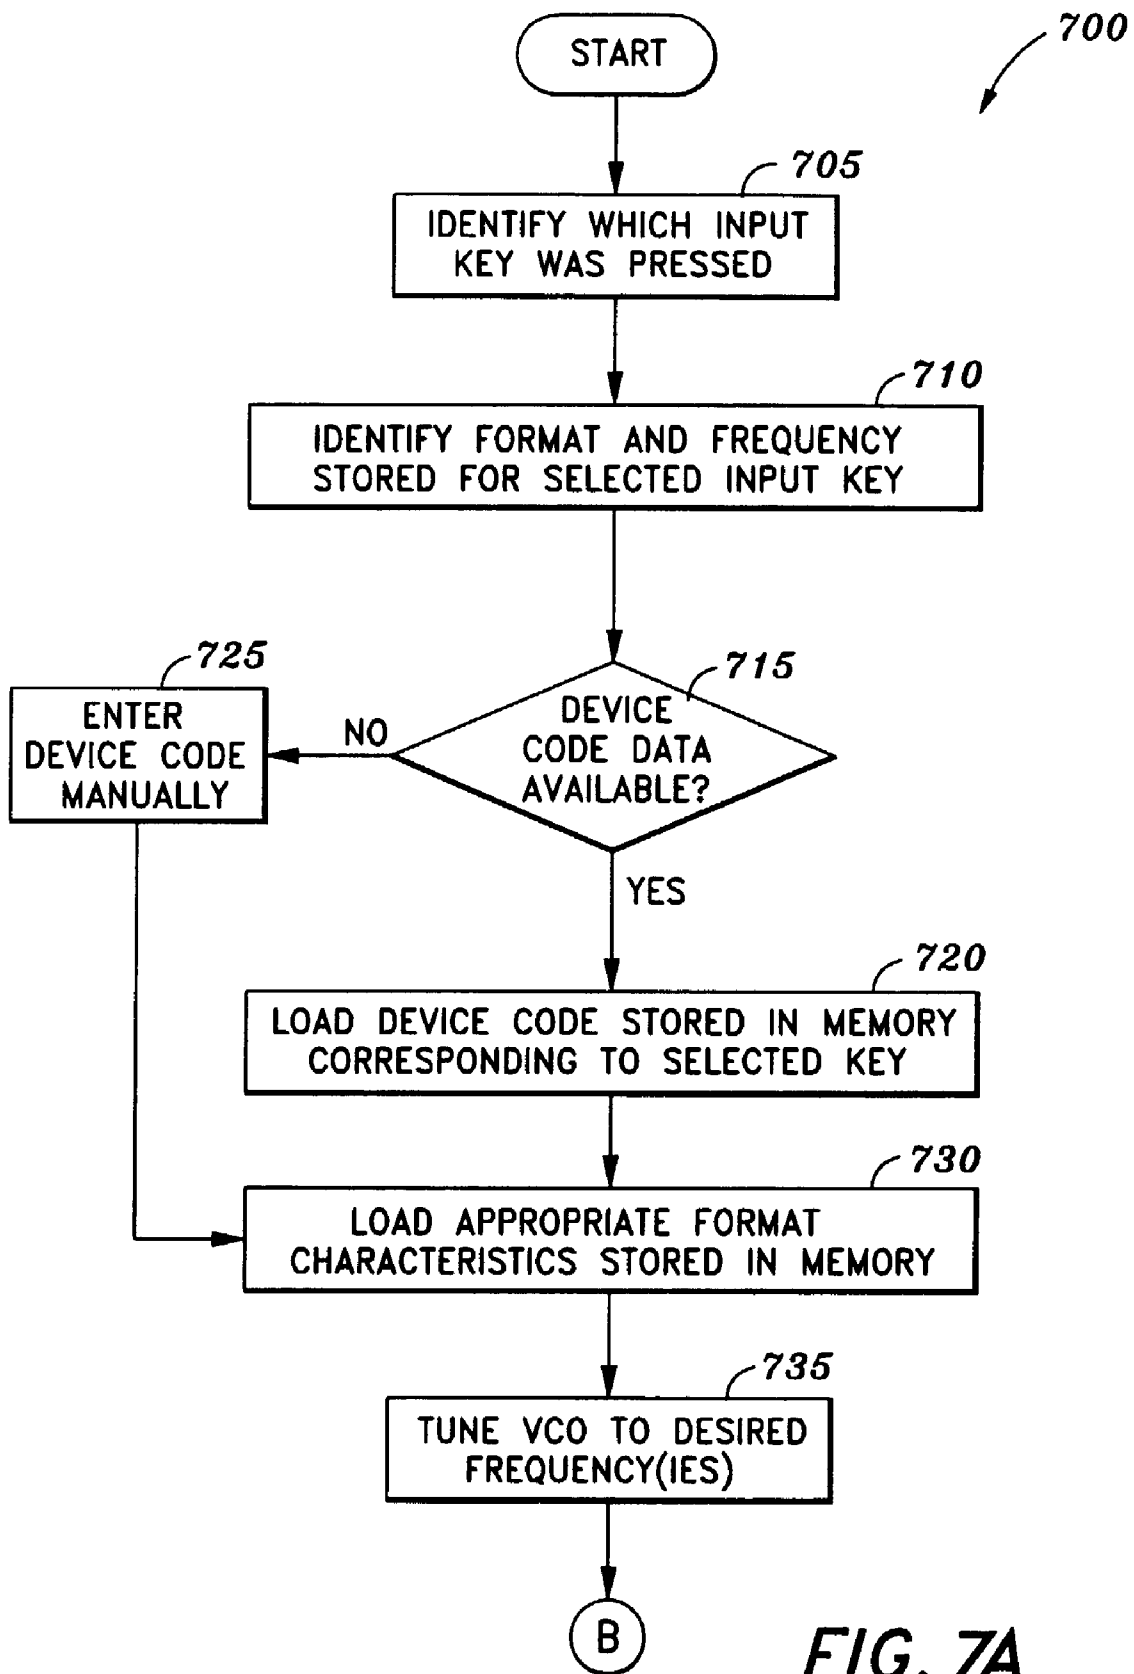 START
700
705
IDENTIFY WHICH INPUT
KEY WAS PRESSED
710
IDENTIFY FORMAT AND FREQUENCY
STORED FOR SELECTED INPUT KEY
715
DEVICE
CODE DATA
AVAILABLE?
NO
725
ENTER
DEVICE CODE
MANUALLY
YES
720
LOAD DEVICE CODE STORED IN MEMORY
CORRESPONDING TO SELECTED KEY
730
LOAD APPROPRIATE FORMAT
CHARACTERISTICS STORED IN MEMORY
735
TUNE VCO TO DESIRED
FREQUENCY(IES)
B
FIG. 7A